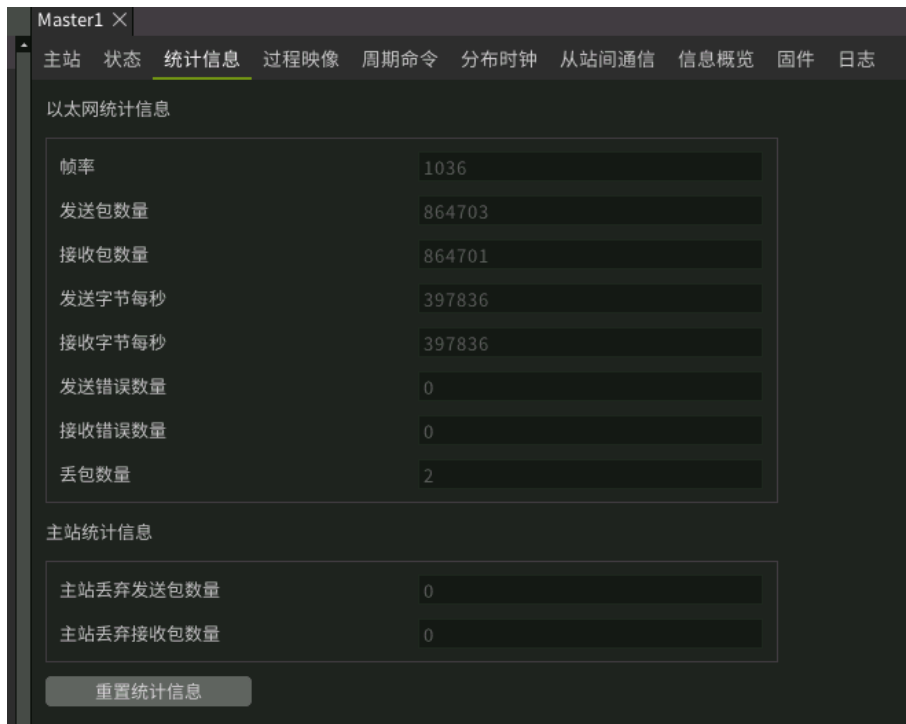 Master1
主站 状态 统计信息 过程映像 周期命令 分布时钟 从站间通信 信息概览 固件 日志
以太网统计信息
帧率 1036
发送包数量 864703
接收包数量 864701
发送字节每秒 397836
接收字节每秒 397836
发送错误数量 0
接收错误数量 0
丢包数量 2
主站统计信息
主站丢弃发送包数量 0
主站丢弃接收包数量 0
重置统计信息